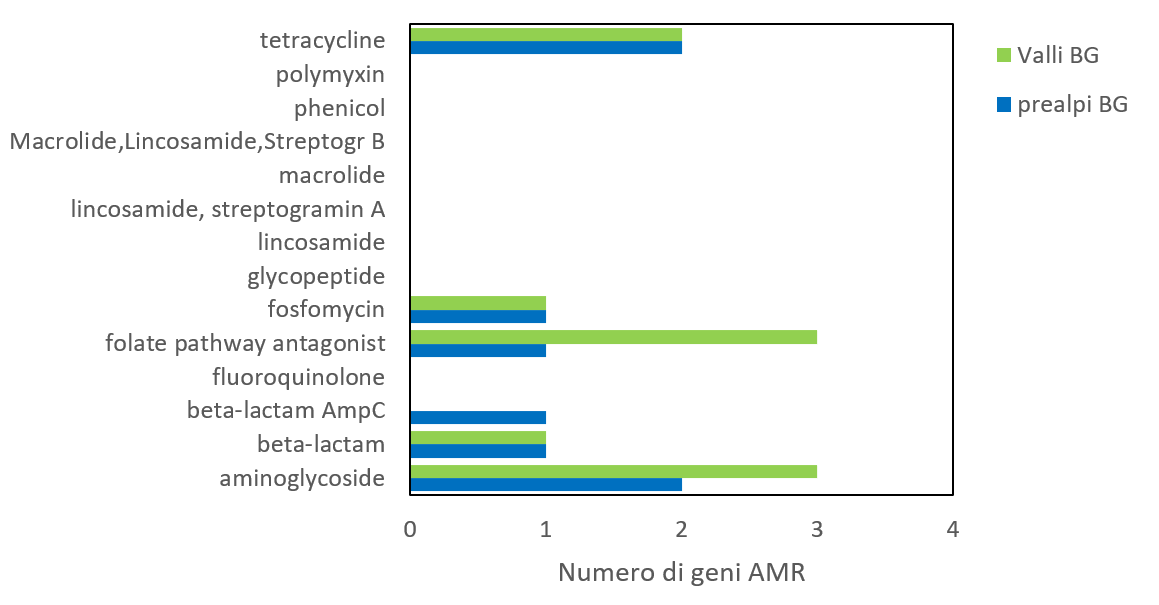 tetracycline
polymyxin
phenicol
Macrolide,Lincosamide,Streptogr B
macrolide
lincosamide, streptogramin A
lincosamide
glycopeptide
fosfomycin
folate pathway antagonist
fluoroquinolone
beta-lactam AmpC
beta-lactam
aminoglycoside
0 1 2 3 4
Numero di geni AMR
Valli BG
prealpi BG